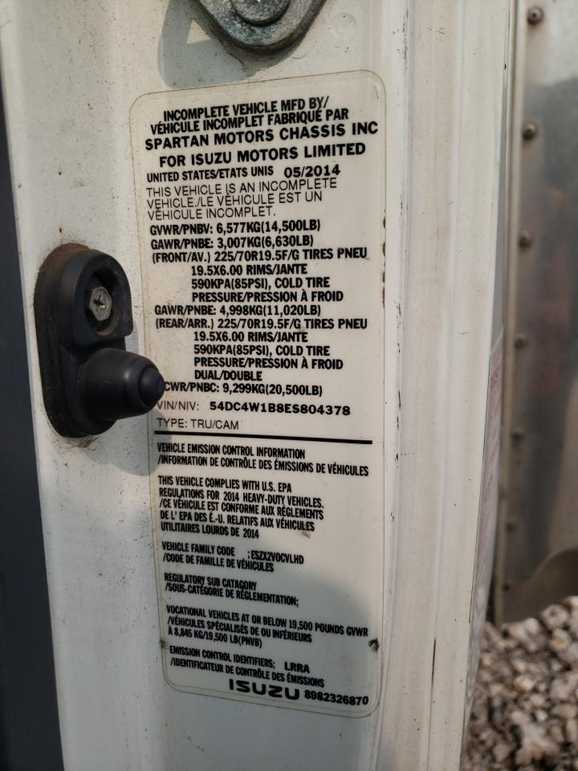 INCOMPLETE VEHICLE MFD BY/
VÉHICULE INCOMPLET FABRIQUÉ PAR
SPARTAN MOTORS CHASSIS INC
FOR ISUZU MOTORS LIMITED
UNITED STATES/ETATS UNIS 05/2014
THIS VEHICLE IS AN INCOMPLETE
VEHICLE./LE VÉHICULE EST UN
VÉHICULE INCOMPLET.
GVWR/PNBV: 6,577KG(14,500LB)
GAWR/PNBE: 3,007KG(6,630LB)
(FRONT/AV.) 225/70R19.5F/G TIRES PNEU
19.5X6.00 RIMS/JANTE
590KPA(85PSI), COLD TIRE
PRESSURE/PRESSION À FROID
GAWR/PNBE: 4,998KG(11,020LB)
(REAR/ARR.) 225/70R19.5F/G TIRES PNEU
19.5X6.00 RIMS/JANTE
590KPA(85PSI), COLD TIRE
PRESSURE/PRESSION À FROID
DUAL/DOUBLE
CWR/PNBC: 9,299KG(20,500LB)
VIN/NIV: 54DC4W1B8ES804378
TYPE: TRU/CAM
VEHICLE EMISSION CONTROL INFORMATION
/INFORMATION DE CONTRÔLE DES ÉMISSIONS DE VÉHICULES
THIS VEHICLE COMPLIES WITH U.S. EPA
REGULATIONS FOR 2014 HEAVY-DUTY VEHICLES.
/CE VÉHICULE EST CONFORME AUX RÈGLEMENTS
DE L' EPA DES É.-U. RELATIFS AUX VÉHICULES
UTILITAIRES LOURDS DE 2014
VEHICLE FAMILY CODE :ESZX2VOCVLHD
/CODE DE FAMILLE DE VÉHICULES
REGULATORY SUB CATAGORY
/SOUS-CATÉGORIE DE RÉGLEMENTATION;
VOCATIONAL VEHICLES AT OR BELOW 19,500 POUNDS GVWR
/VÉHICULES SPÉCIALISÉS DE OU INFÉRIEURS
À 8,845 KG/19,500 LB(PNVB)
EMISSION CONTROL IDENTIFIERS; LRRA
/IDENTIFICATEUR DE CONTRÔLE DES ÉMISSIONS
ISUZU 8982326870